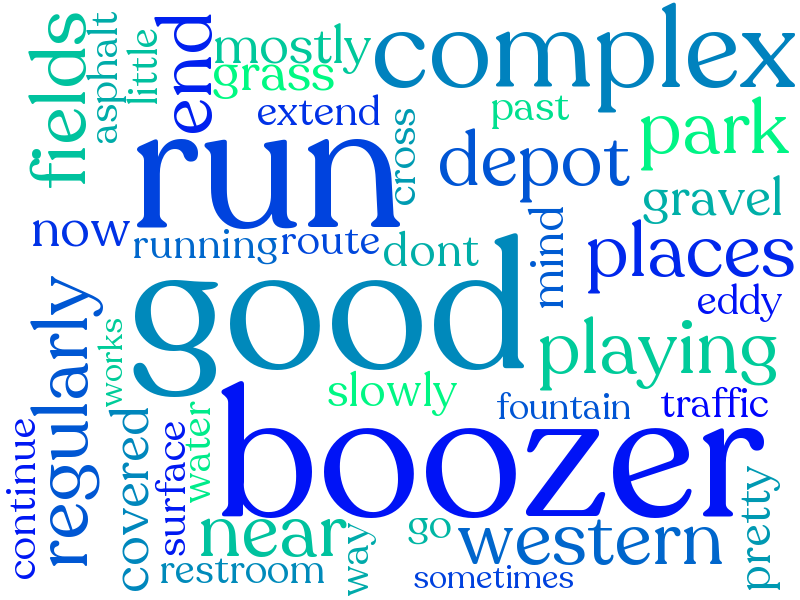 fields
asphalt
little
end
mostly
grass
complex
extend
cross
past
park
run
depot
gravel
now
running
route
dont
mind
places
eddy
good
regularly
works
playing
slowly
fountain
traffic
continue
covered
surface
water
boozer
pretty
near
way
go
western
restroom
sometimes